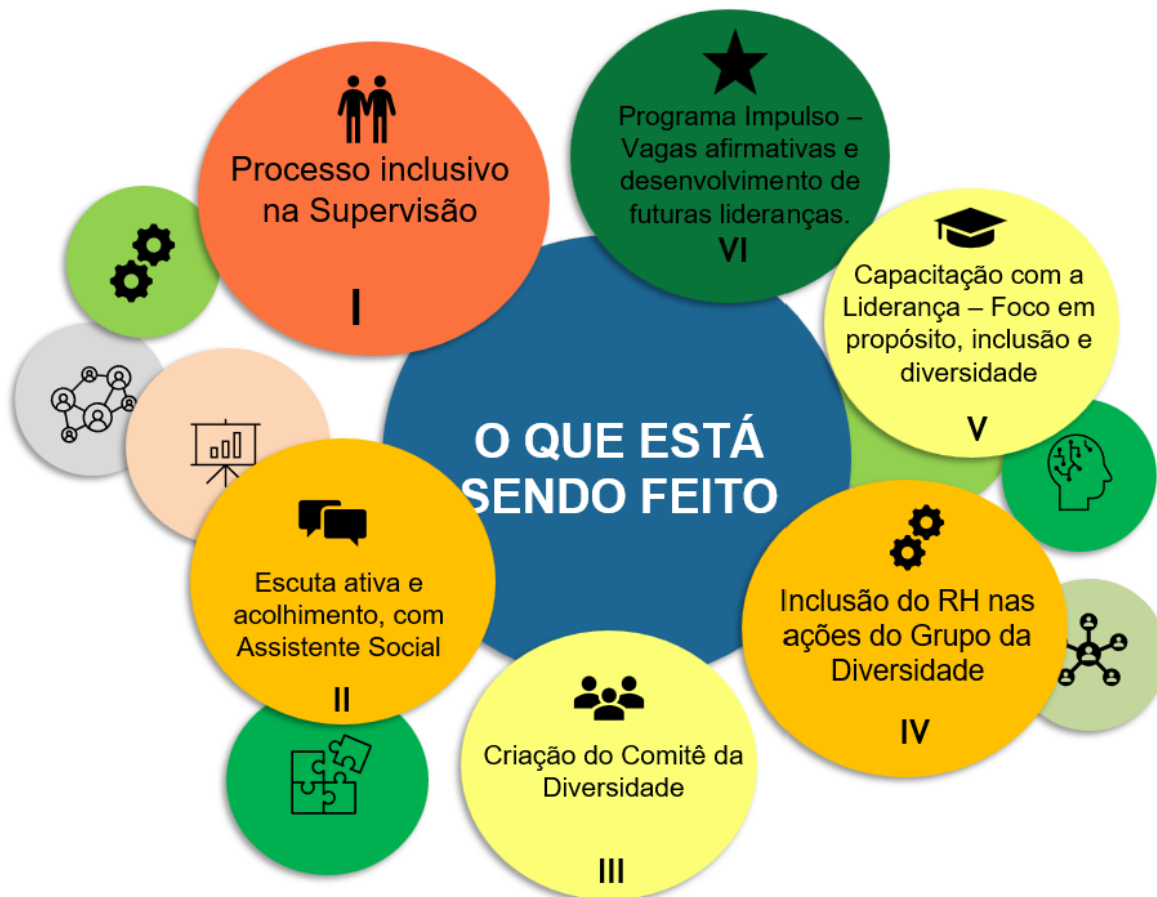 O QUE ESTÁ
SENDO FEITO
Processo inclusivo
na Supervisão
I
Escuta ativa e
acolhimento, com
Assistente Social
II
Criação do Comitê da
Diversidade
III
Inclusão do RH nas
ações do Grupo da
Diversidade
IV
Capacitação com a
Liderança – Foco em
propósito, inclusão e
diversidade
V
Programa Impulso –
Vagas afirmativas e
desenvolvimento de
futuras lideranças.
VI